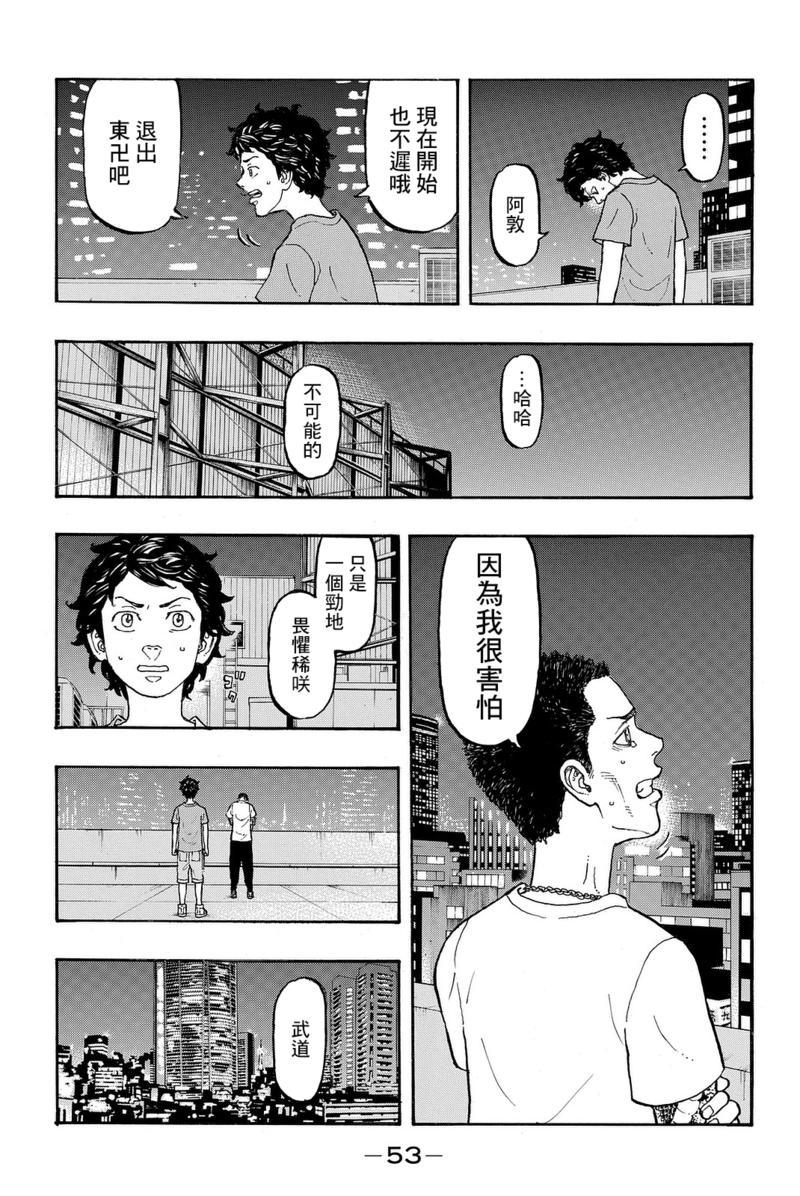 ……
阿敦
現在開始
也不遲哦
退出
東卍吧
…哈哈
不可能的
因為我很害怕
只是
一個勁地
畏懼稀咲
ゴク
武道
—53—